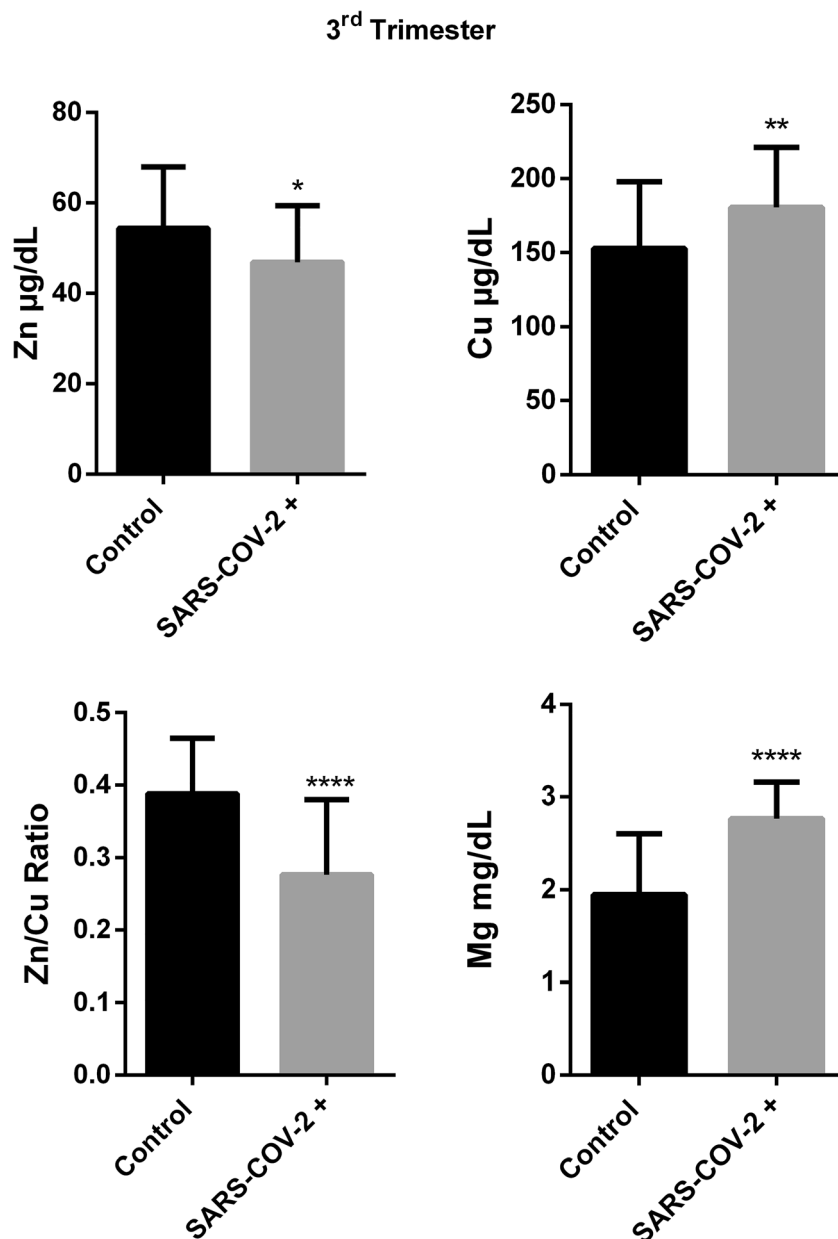 3rd Trimester
Zn µg/dL
80
60
40
20
0
*
Control
SARS-COV-2 +
Cu µg/dL
250
200
150
100
50
0
**
Control
SARS-COV-2 +
Zn/Cu Ratio
0.5
0.4
0.3
0.2
0.1
0.0
****
Control
SARS-COV-2 +
Mg mg/dL
4
3
2
1
0
****
Control
SARS-COV-2 +